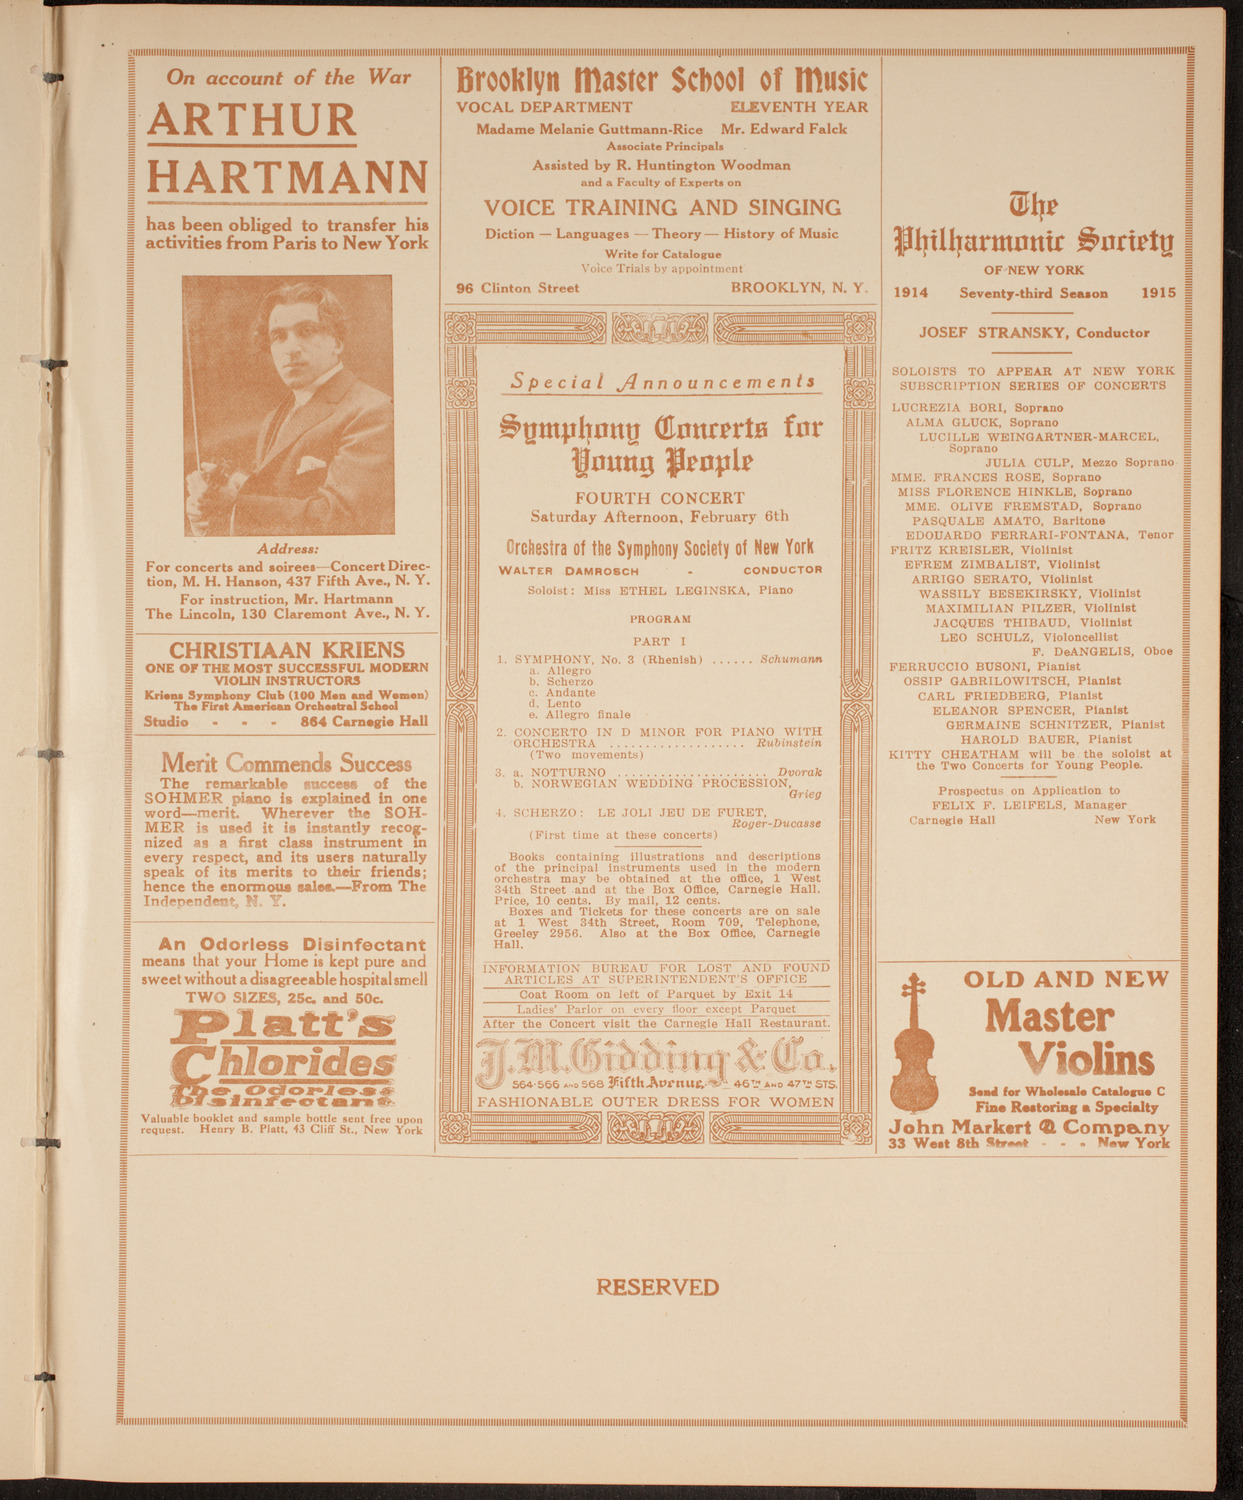 On account of the War
ARTHUR
HARTMANN
has been obliged to transfer his
activities from Paris to New York
Address:
For concerts and soirees—Concert Direc-
tion, M. H. Hanson, 437 Fifth Ave., N. Y.
For instruction, Mr. Hartmann
The Lincoln, 130 Claremont Ave., N. Y.
CHRISTIAAN KRIENS
ONE OF THE MOST SUCCESSFUL MODERN
VIOLIN INSTRUCTORS
Kriens Symphony Club (100 Men and Women)
The First American Orchestral School
Studio - - - 864 Carnegie Hall
Merit Commends Success
The remarkable success of the
SOHMER piano is explained in one
word—merit. Wherever the SOH-
MER is used it is instantly recog-
nized as a first class instrument in
every respect, and its users naturally
speak of its merits to their friends;
hence the enormous sales.—From The
Independent, N. Y.
An Odorless Disinfectant
means that your Home is kept pure and
sweet without a disagreeable hospital smell
TWO SIZES, 25c. and 50c.
Platt's
Chlorides
The Odorless
Disinfectant
Valuable booklet and sample bottle sent free upon
request. Henry B. Platt, 43 Cliff St., New York
Brooklyn Master School of Music
VOCAL DEPARTMENT ELEVENTH YEAR
Madame Melanie Guttmann-Rice Mr. Edward Falck
Associate Principals
Assisted by R. Huntington Woodman
and a Faculty of Experts on
VOICE TRAINING AND SINGING
Diction — Languages — Theory — History of Music
Write for Catalogue
Voice Trials by appointment
96 Clinton Street BROOKLYN, N. Y.
Special Announcements
Symphony Concerts for
Young People
FOURTH CONCERT
Saturday Afternoon, February 6th
Orchestra of the Symphony Society of New York
WALTER DAMROSCH - CONDUCTOR
Soloist: Miss ETHEL LEGINSKA, Piano
PROGRAM
PART I
1. SYMPHONY, No. 3 (Rhenish) ...... Schumann
a. Allegro
b. Scherzo
c. Andante
d. Lento
e. Allegro finale
2. CONCERTO IN D MINOR FOR PIANO WITH
ORCHESTRA .................. Rubinstein
(Two movements)
3. a. NOTTURNO ...................... Dvorak
b. NORWEGIAN WEDDING PROCESSION,
Grieg
4. SCHERZO: LE JOLI JEU DE FURET,
Roger-Ducasse
(First time at these concerts)
Books containing illustrations and descriptions
of the principal instruments used in the modern
orchestra may be obtained at the office, 1 West
34th Street and at the Box Office, Carnegie Hall.
Price, 10 cents. By mail, 12 cents.
Boxes and Tickets for these concerts are on sale
at 1 West 34th Street, Room 709, Telephone,
Greeley 2956. Also at the Box Office, Carnegie
Hall.
INFORMATION BUREAU FOR LOST AND FOUND
ARTICLES AT SUPERINTENDENT'S OFFICE
Coat Room on left of Parquet by Exit 14
Ladies' Parlor on every floor except Parquet
After the Concert visit the Carnegie Hall Restaurant.
J.M.Gidding & Co.
564-566 AND 568 Fifth Avenue, 46TH AND 47TH STS.
FASHIONABLE OUTER DRESS FOR WOMEN
The
Philharmonic Society
OF NEW YORK
1914 Seventy-third Season 1915
JOSEF STRANSKY, Conductor
SOLOISTS TO APPEAR AT NEW YORK
SUBSCRIPTION SERIES OF CONCERTS
LUCREZIA BORI, Soprano
ALMA GLUCK, Soprano
LUCILLE WEINGARTNER-MARCEL,
Soprano
JULIA CULP, Mezzo Soprano
MME. FRANCES ROSE, Soprano
MISS FLORENCE HINKLE, Soprano
MME. OLIVE FREMSTAD, Soprano
PASQUALE AMATO, Baritone
EDOUARDO FERRARI-FONTANA, Tenor
FRITZ KREISLER, Violinist
EFREM ZIMBALIST, Violinist
ARRIGO SERATO, Violinist
WASSILY BESEKIRSKY, Violinist
MAXIMILIAN PILZER, Violinist
JACQUES THIBAUD, Violinist
LEO SCHULZ, Violoncellist
F. DeANGELIS, Oboe
FERRUCCIO BUSONI, Pianist
OSSIP GABRILOWITSCH, Pianist
CARL FRIEDBERG, Pianist
ELEANOR SPENCER, Pianist
GERMAINE SCHNITZER, Pianist
HAROLD BAUER, Pianist
KITTY CHEATHAM will be the soloist at
the Two Concerts for Young People.
Prospectus on Application to
FELIX F. LEIFELS, Manager
Carnegie Hall New York
OLD AND NEW
Master
Violins
Send for Wholesale Catalogue C
Fine Restoring a Specialty
John Markert & Company
33 West 8th Street - - - New York
RESERVED